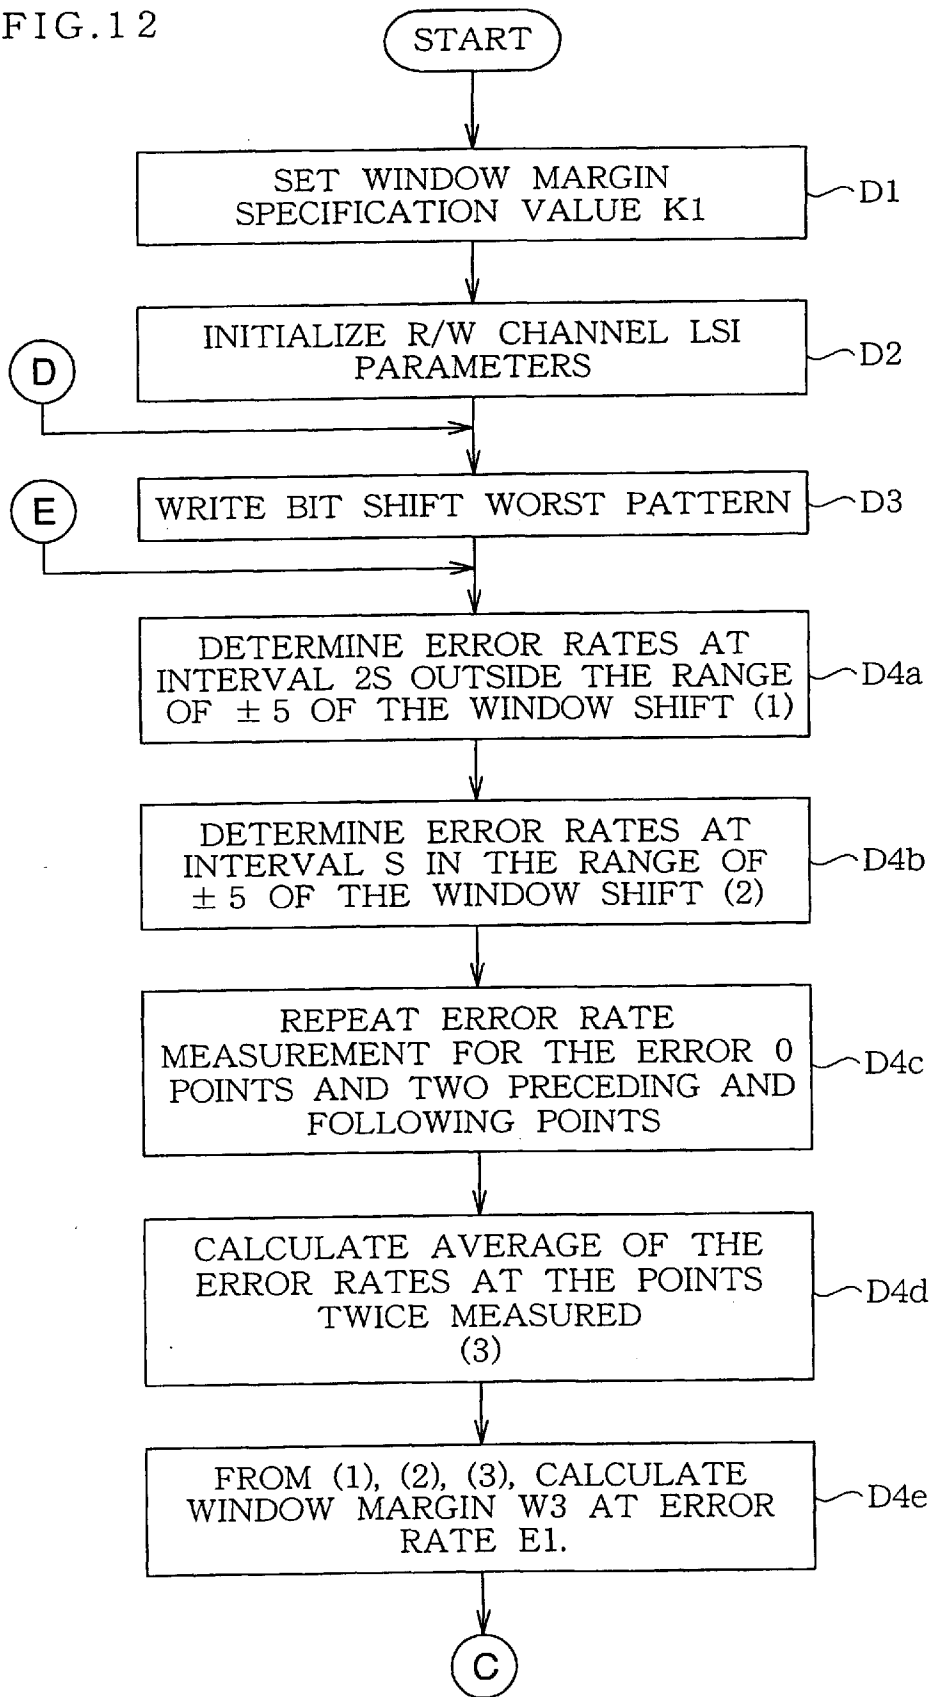 FIG.12
START
SET WINDOW MARGIN
SPECIFICATION VALUE K1
D1
INITIALIZE R/W CHANNEL LSI
PARAMETERS
D2
D
WRITE BIT SHIFT WORST PATTERN
D3
E
DETERMINE ERROR RATES AT
INTERVAL 2S OUTSIDE THE RANGE
OF ± 5 OF THE WINDOW SHIFT (1)
D4a
DETERMINE ERROR RATES AT
INTERVAL S IN THE RANGE OF
± 5 OF THE WINDOW SHIFT (2)
D4b
REPEAT ERROR RATE
MEASUREMENT FOR THE ERROR 0
POINTS AND TWO PRECEDING AND
FOLLOWING POINTS
D4c
CALCULATE AVERAGE OF THE
ERROR RATES AT THE POINTS
TWICE MEASURED
(3)
D4d
FROM (1), (2), (3), CALCULATE
WINDOW MARGIN W3 AT ERROR
RATE E1.
D4e
C